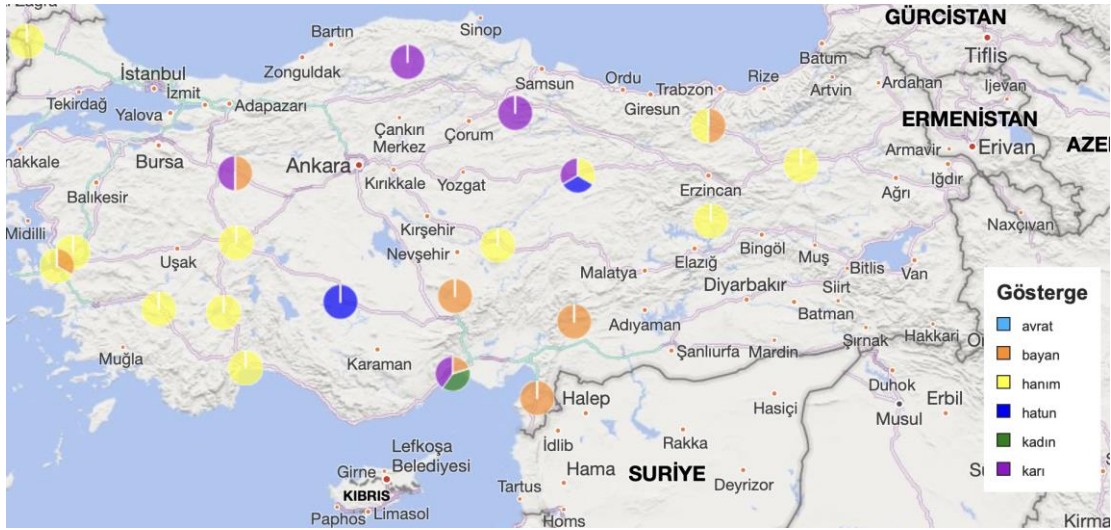 Zağra
Bartın
Sinop
GÜRCİSTAN
Tiflis
İstanbul
Zonguldak
Samsun
Ordu
Trabzon
Rize
Batum
Artvin
Ardahan
Ijevan
Tekirdağ
İzmit
Adapazarı
Giresun
Yalova
Çankırı
Merkez
Çorum
ERMENİSTAN
AZE
nakkale
Bursa
Ankara
Kırıkkale
Yozgat
Erzincan
Armavir
Erivan
Ağrı
Iğdır
Balıkesir
Naxçıvan
Midilli
Uşak
Kırşehir
Nevşehir
Malatya
Elazığ
Bingöl
Muş
Bitlis
Van
Diyarbakır
Siirt
Batman
Adıyaman
Gösterge
avrat
bayan
hanım
hatun
kadın
karı
Muğla
Karaman
Şanlıurfa
Mardin
Şırnak
Hakkari
Duhok
Musul
Erbil
Halep
Hasiçi
İdlib
Rakka
Lefkoşa
Belediyesi
Girne
KIBRIS
Hama
SURİYE
Deyrizor
Tartus
Paphos
Limasol
Homs
Kirma